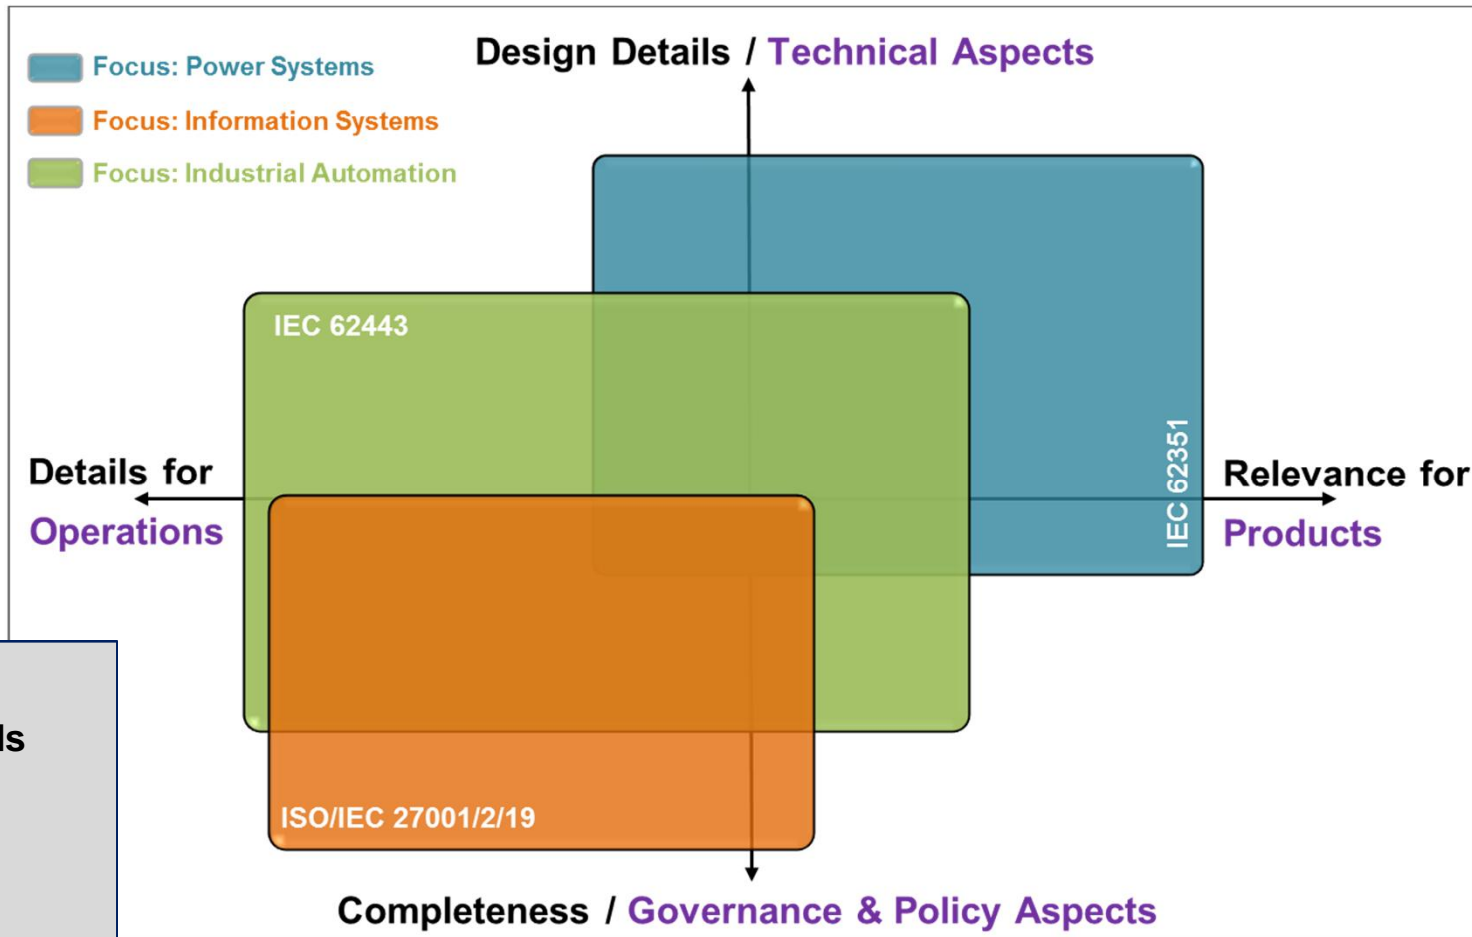 Design Details / Technical Aspects
Focus: Power Systems
Focus: Information Systems
Focus: Industrial Automation
IEC 62443
IEC 62351
Details for
Operations
Relevance for
Products
ISO/IEC 27001/2/19
Completeness / Governance & Policy Aspects